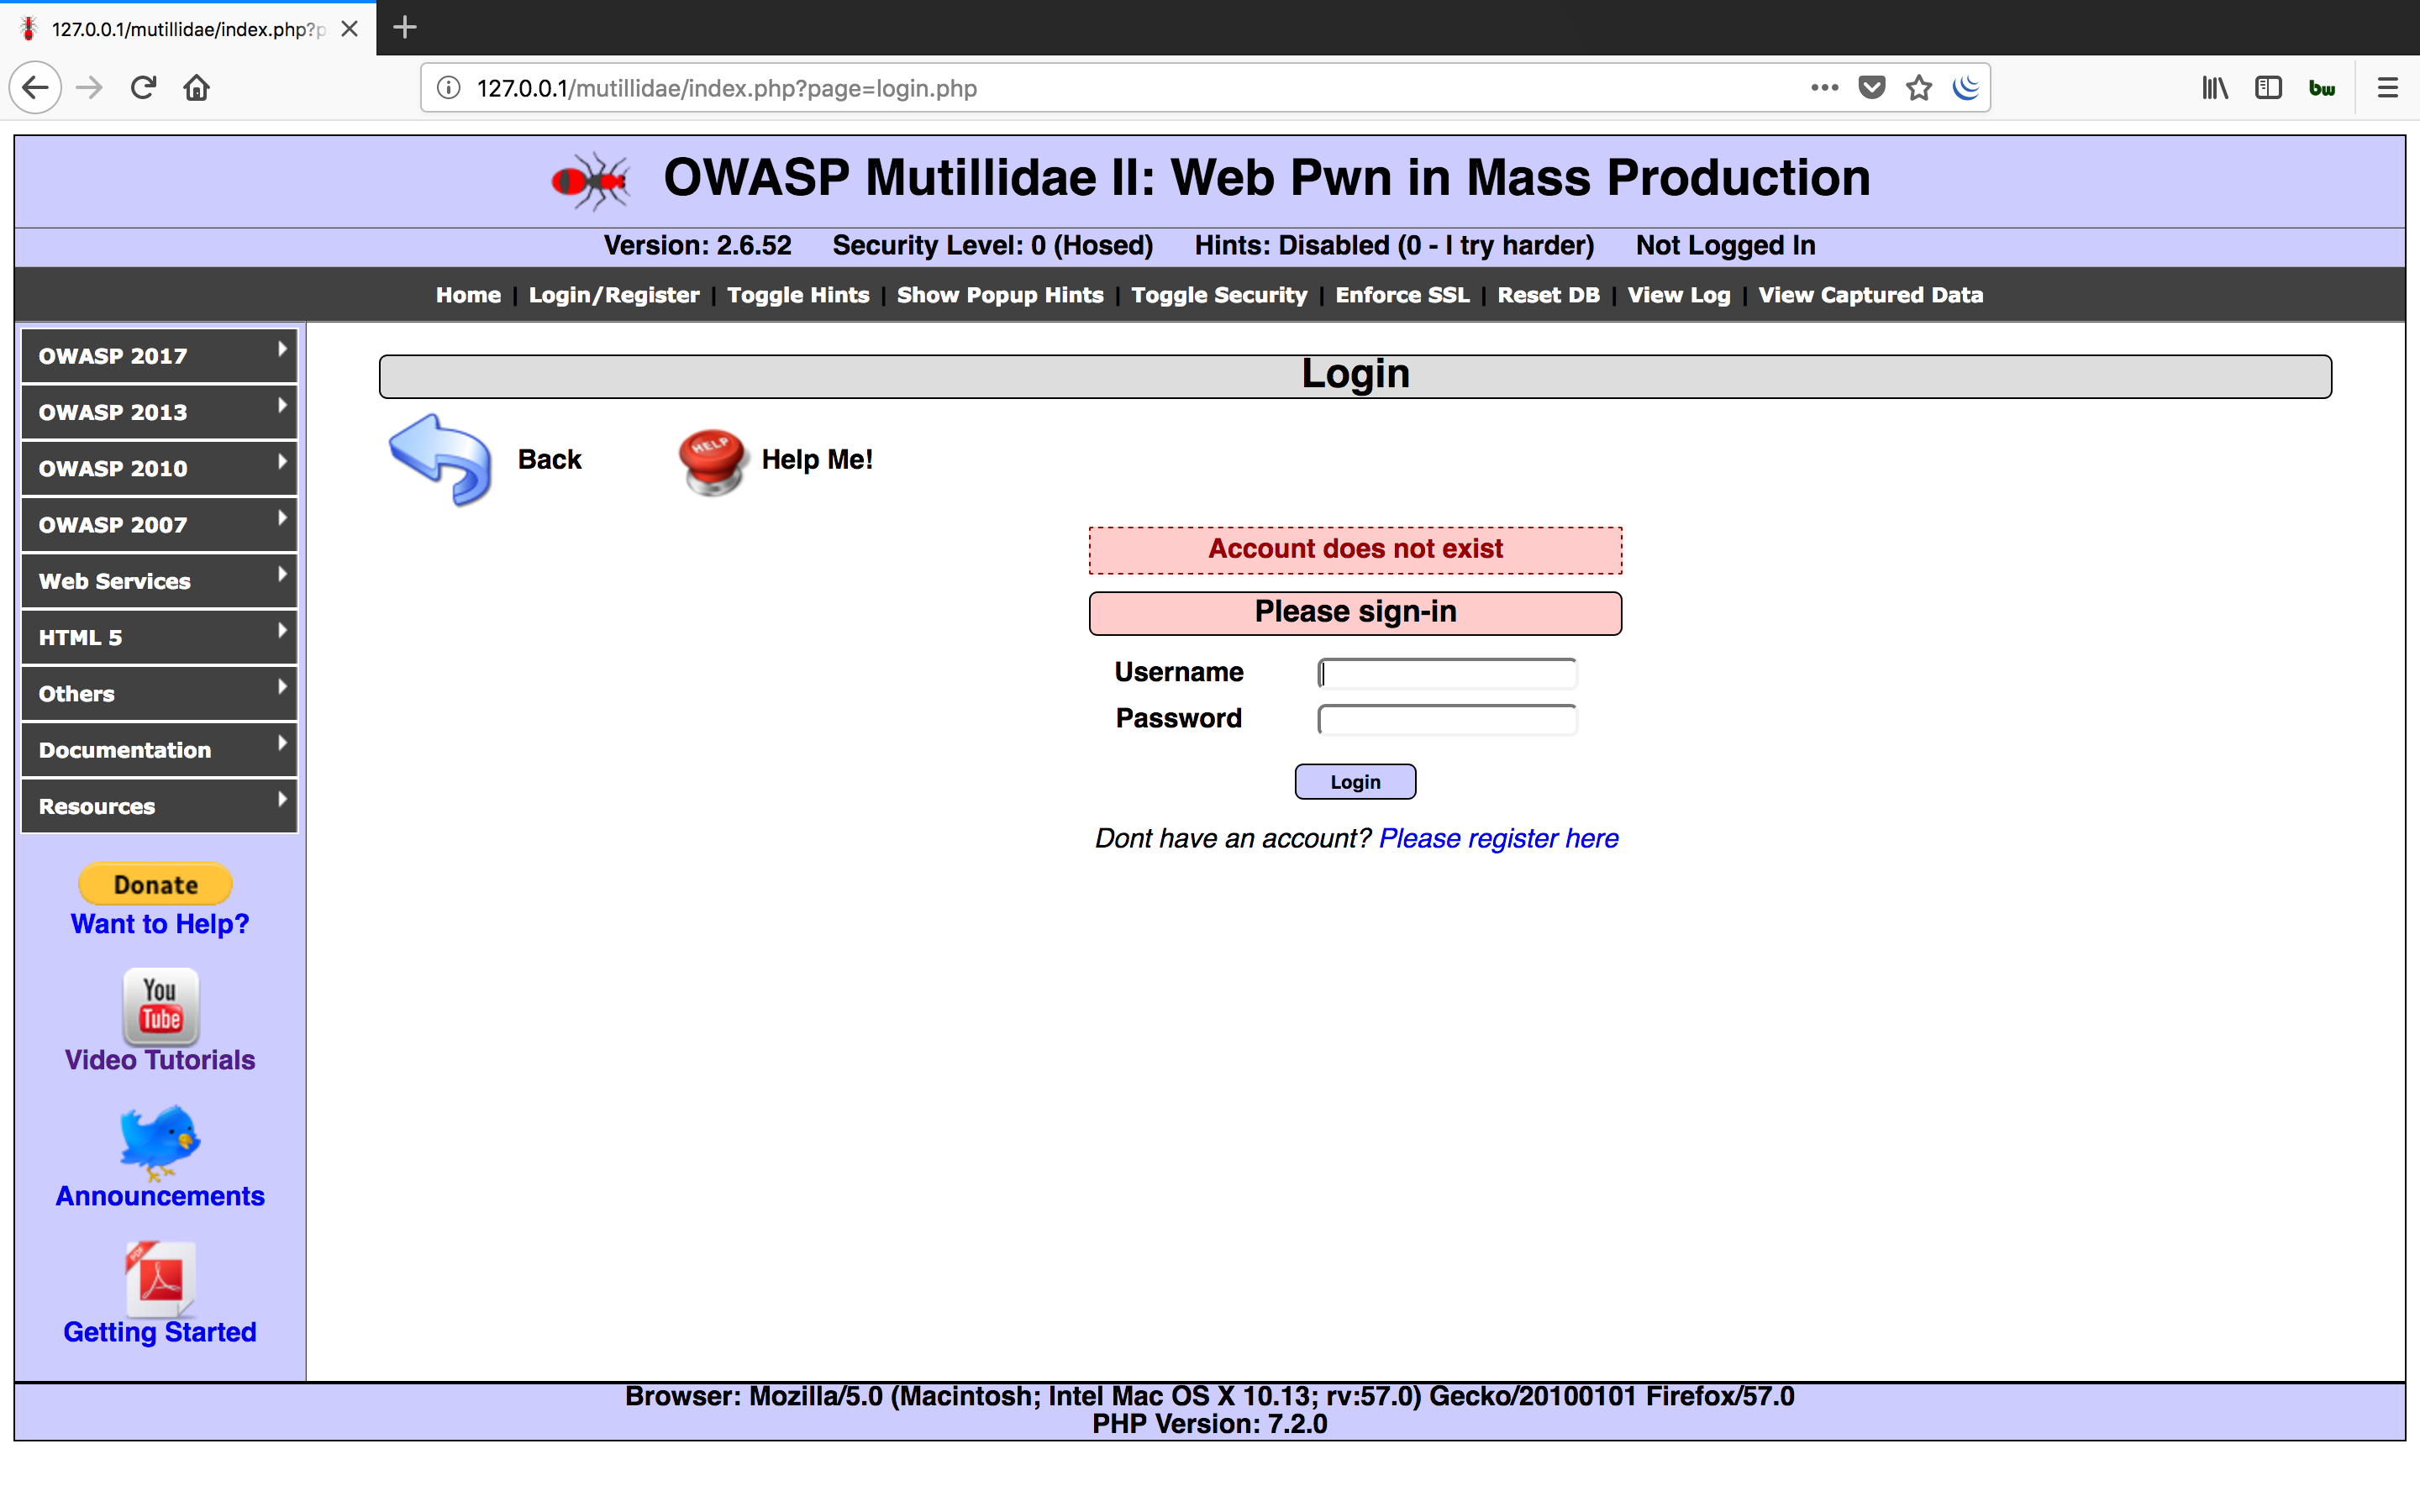 127.0.0.1/mutillidae/index.php?p
127.0.0.1/mutillidae/index.php?page=login.php
bw
OWASP Mutillidae II: Web Pwn in Mass Production
Version: 2.6.52 Security Level: 0 (Hosed) Hints: Disabled (0 - I try harder) Not Logged In
Home | Login/Register | Toggle Hints | Show Popup Hints | Toggle Security | Enforce SSL | Reset DB | View Log | View Captured Data
OWASP 2017
OWASP 2013
OWASP 2010
OWASP 2007
Web Services
HTML 5
Others
Documentation
Resources
Donate
Want to Help?
You
Tube
Video Tutorials
Announcements
PDF
Getting Started
Login
Back
HELP
Help Me!
Account does not exist
Please sign-in
Username
Password
Login
Dont have an account? Please register here
Browser: Mozilla/5.0 (Macintosh; Intel Mac OS X 10.13; rv:57.0) Gecko/20100101 Firefox/57.0
PHP Version: 7.2.0